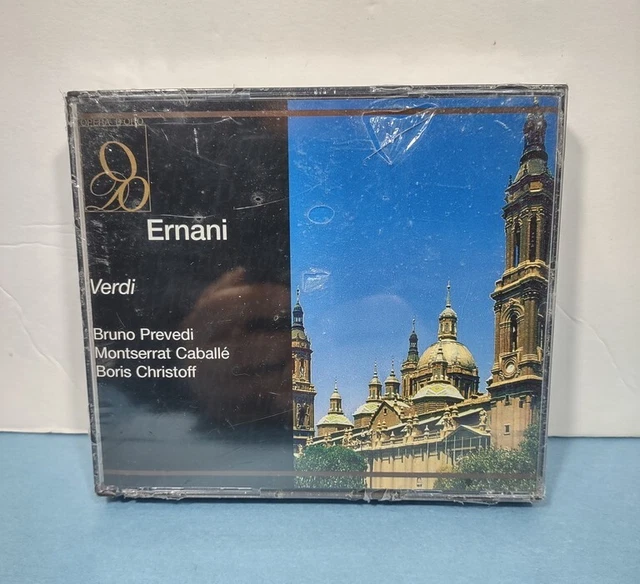 OPERA D'ORO
Ernani
Verdi
Bruno Prevedi
Montserrat Caballé
Boris Christoff